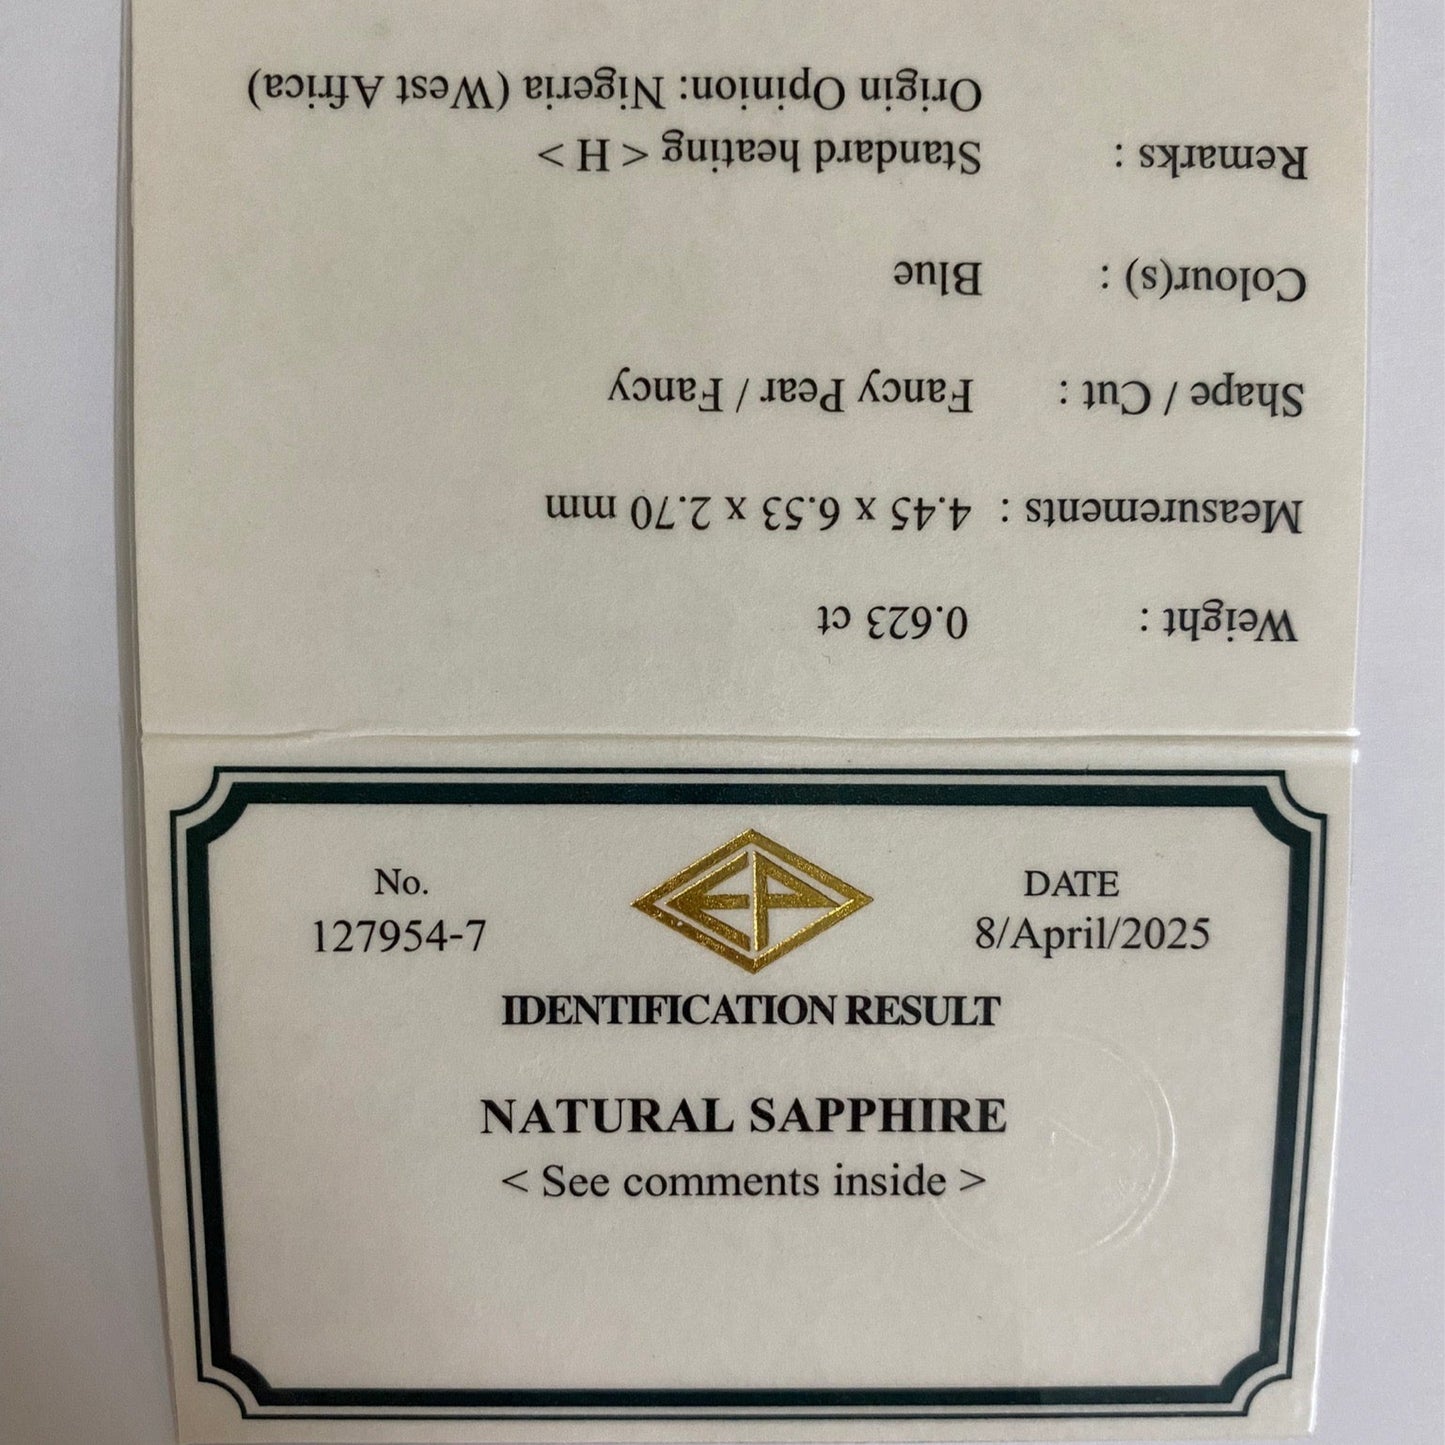 No.
127954-7
EP
DATE
8/April/2025
IDENTIFICATION RESULT
NATURAL SAPPHIRE
< See comments inside >
Weight : 0.623 ct
Measurements : 4.45 x 6.53 x 2.70 mm
Shape / Cut : Fancy Pear / Fancy
Colour(s) : Blue
Remarks : Standard heating < H >
Origin Opinion: Nigeria (West Africa)